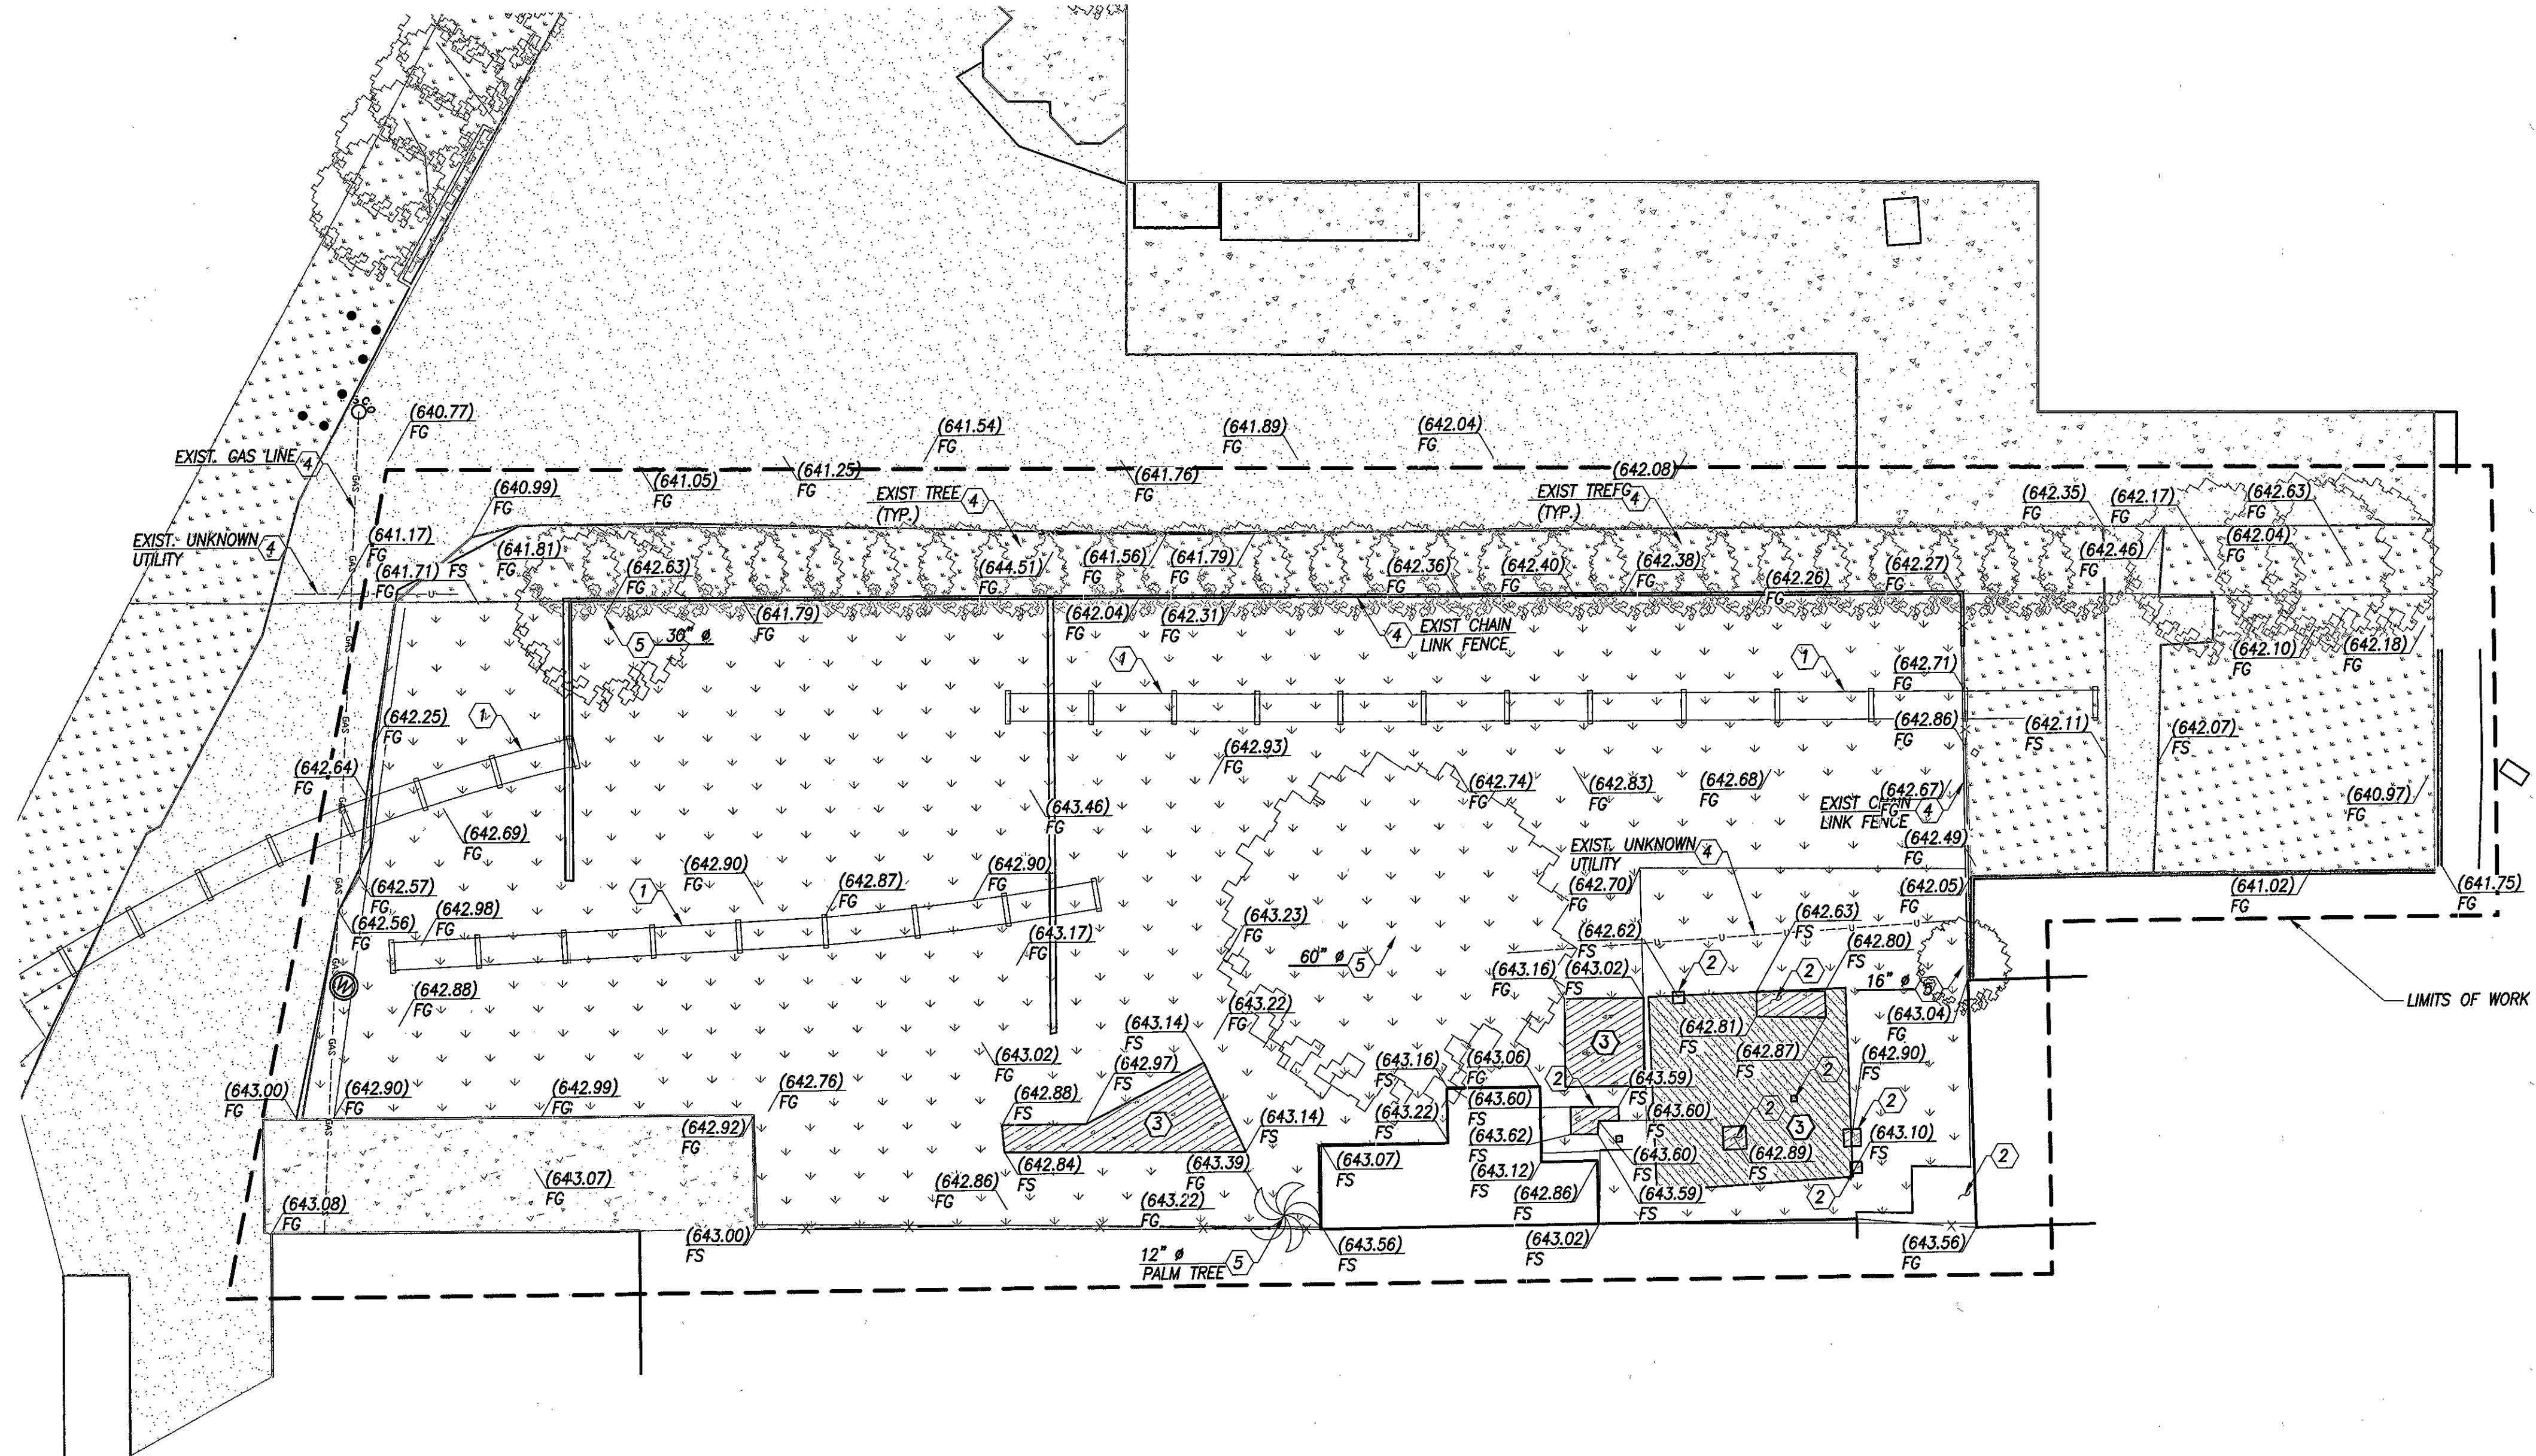 (640.77)
FG
(641.54)
FG
(641.89)
FG
(642.04)
FG
EXIST. GAS LINE 4
GAS
(640.99)
FG
(641.05)
FG
(641.25)
FG
EXIST TREE 4
(TYP.)
(641.76)
FG
(642.08)
FG
EXIST TREE 4
(TYP.)
(642.35)
FG
(642.17)
FG
(642.63)
FG
EXIST. UNKNOWN 4
UTILITY
(641.17)
FG
(641.71) FS
FG
U
(641.81)
FG
(642.63)
FG
(644.51)
FG
(641.56)
FG
(641.79)
FG
(642.36)
FG
(642.40)
FG
(642.38)
FG
(642.26)
FG
(642.27)
FG
(642.46)
FG
(642.04)
FG
GAS
5 30" Ø
(641.79)
FG
(642.04)
FG
(642.31)
FG
4 EXIST CHAIN
LINK FENCE
(642.10)
FG
(642.18)
FG
GAS
1
1
(642.71)
FG
(642.25)
FG
1
(642.86)
FG
(642.11)
FS
(642.07)
FS
GAS
(642.64)
FG
(642.93)
FG
(642.74)
FG
(642.83)
FG
(642.68)
FG
(642.67)
FG
EXIST CHAIN 4
LINK FENCE
(640.97)
FG
(643.46)
FG
(642.69)
FG
EXIST. UNKNOWN 4
UTILITY
(642.49)
FG
GAS
(642.57)
FG
1
(642.90)
FG
(642.87)
FG
(642.90)
FG
(642.70)
FG
(642.05)
FG
(641.02)
FG
(641.75)
FG
(642.56)
FG
(642.98)
FG
(643.17)
FG
(643.23)
FG
60" Ø 5
(642.62)
FS
(642.63)
FS
U U U
(642.80)
FS
GAS
W
(642.88)
FG
(643.16)
FG
(643.02)
FS
2
2
16" Ø
LIMITS OF WORK
(643.22)
FG
(643.04)
FG
(643.14)
FS
(643.02)
FG
3
(642.81)
FS
(642.87)
FS
(642.90)
FS
GAS
(642.97)
FS
(643.16)
FS
(643.06)
FG
2
(643.59)
FS
2
(643.00)
FG
(642.90)
FG
(642.99)
FG
(642.76)
FG
(642.88)
FS
(643.60)
FS
(643.60)
FS
2
2
GAS
(642.92)
FG
3
(643.14)
FS
(643.22)
FS
(643.62)
FS
3
(643.10)
FS
(643.07)
FG
(642.84)
FS
(643.39)
FG
(643.07)
FS
(643.12)
FS
(643.60)
FS
(642.89)
FS
2
(643.08)
FG
(642.86)
FG
(643.22)
FG
(642.86)
FS
(643.59)
FS
2
(643.00)
FS
12" Ø
PALM TREE 5
(643.56)
FS
(643.02)
FS
(643.56)
FG